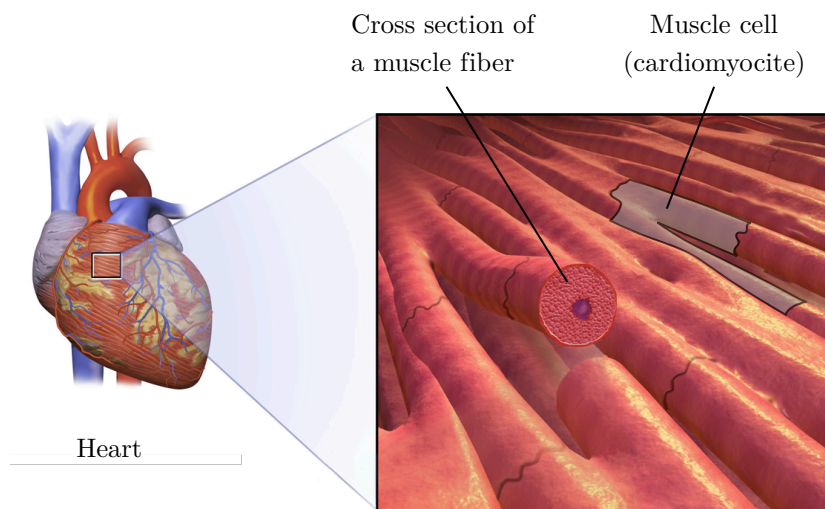 Cross section of
a muscle fiber
Muscle cell
(cardiomyocite)
Heart